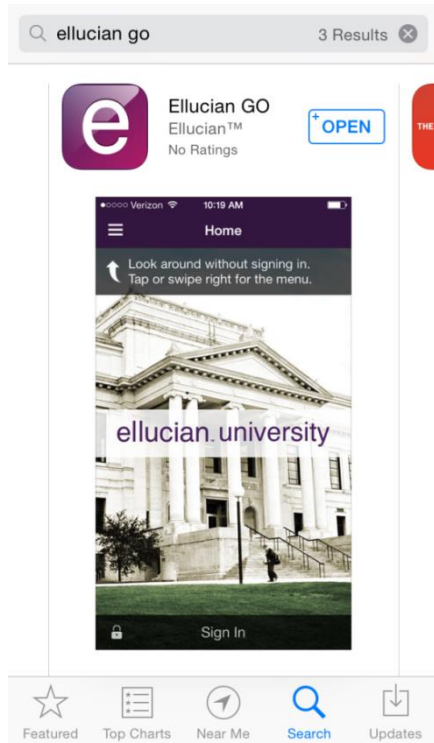 ellucian go 3 Results
e
Ellucian GO
Ellucian™
No Ratings
+ OPEN
THE
Verizon 10:19 AM
Home
Look around without signing in.
Tap or swipe right for the menu.
ellucian. university
Sign In
Featured Top Charts Near Me Search Updates